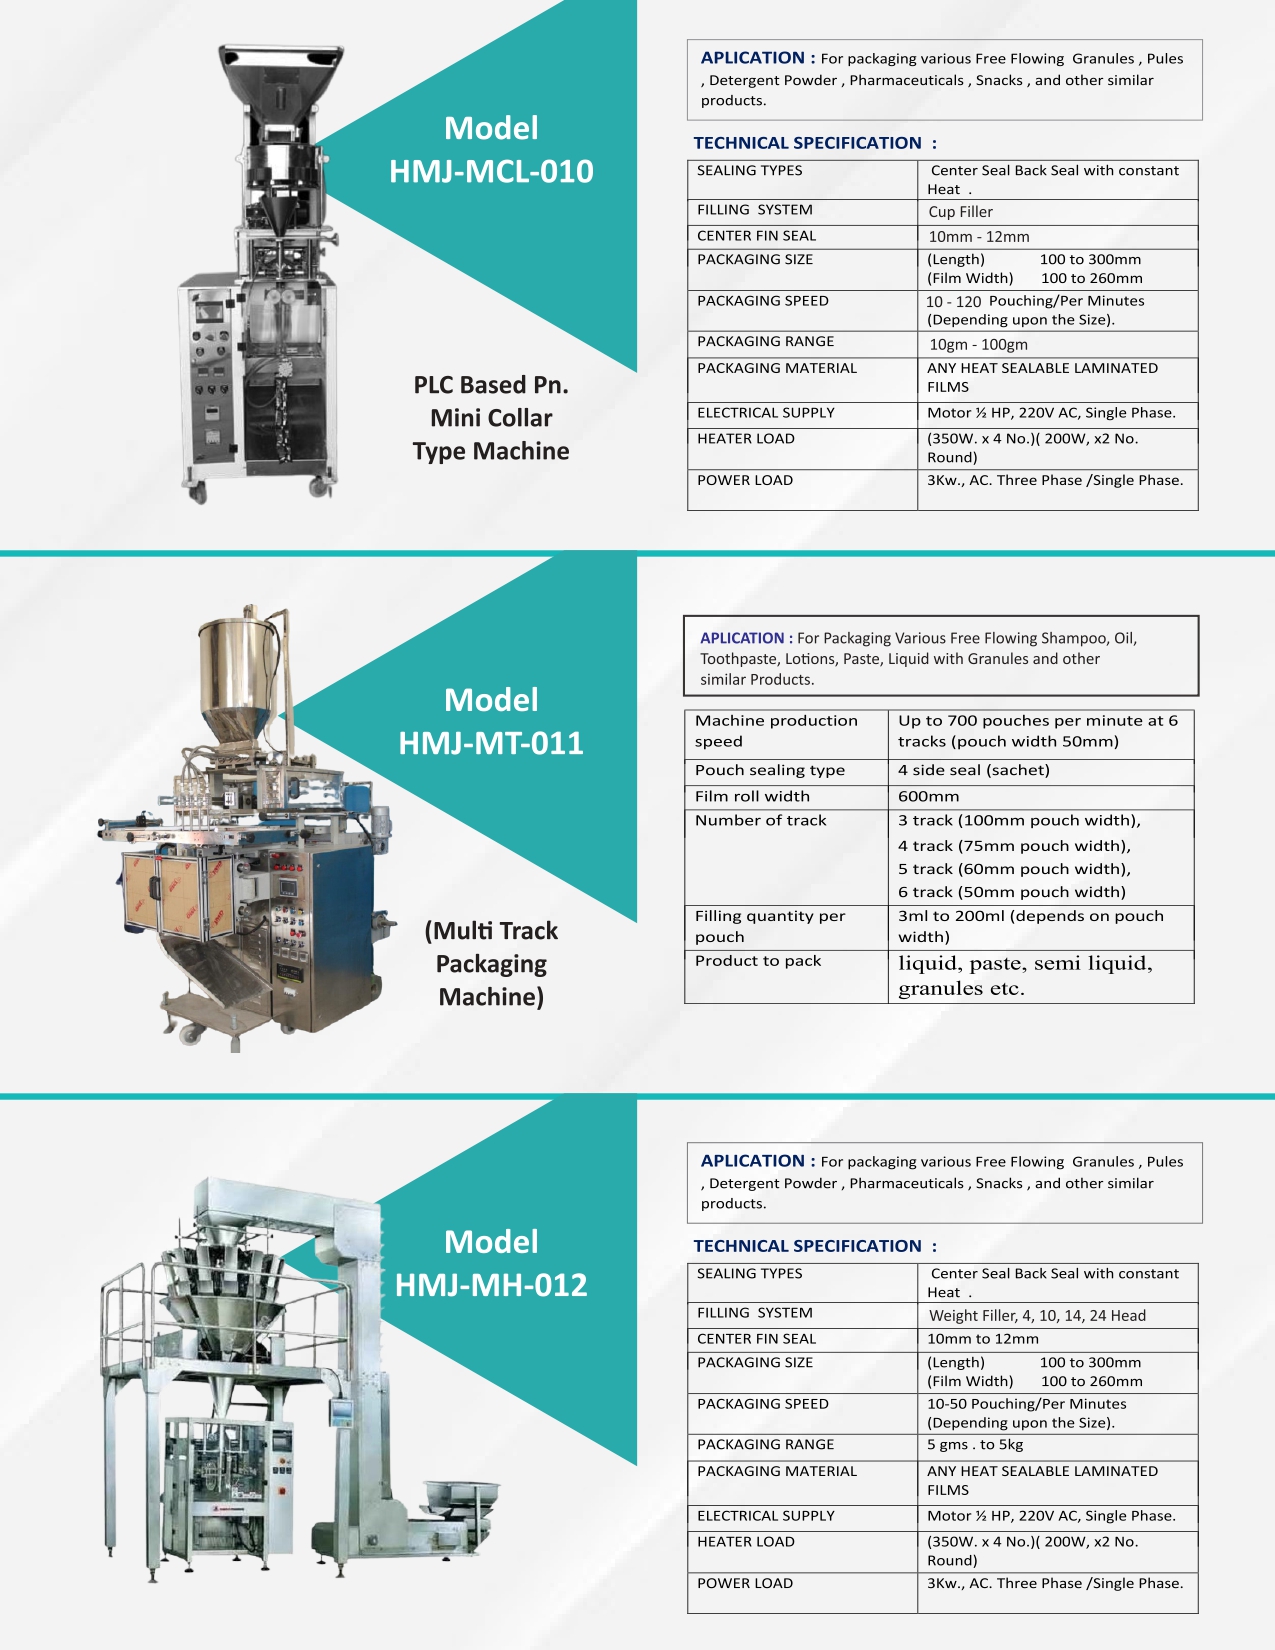 Model
HMJ-MCL-010
PLC Based Pn.
Mini Collar
Type Machine
APLICATION : For packaging various Free Flowing Granules , Pules
, Detergent Powder , Pharmaceuticals , Snacks , and other similar
products.
TECHNICAL SPECIFICATION :
SEALING TYPES Center Seal Back Seal with constant
Heat .
FILLING SYSTEM Cup Filler
CENTER FIN SEAL 10mm - 12mm
PACKAGING SIZE (Length) 100 to 300mm
(Film Width) 100 to 260mm
PACKAGING SPEED 10 - 120 Pouching/Per Minutes
(Depending upon the Size).
PACKAGING RANGE 10gm - 100gm
PACKAGING MATERIAL ANY HEAT SEALABLE LAMINATED
FILMS
ELECTRICAL SUPPLY Motor ½ HP, 220V AC, Single Phase.
HEATER LOAD (350W. x 4 No.)( 200W, x2 No.
Round)
POWER LOAD 3Kw., AC. Three Phase /Single Phase.
Model
HMJ-MT-011
(Multi Track
Packaging
Machine)
APLICATION : For Packaging Various Free Flowing Shampoo, Oil,
Toothpaste, Lotions, Paste, Liquid with Granules and other
similar Products.
Machine production Up to 700 pouches per minute at 6
speed tracks (pouch width 50mm)
Pouch sealing type 4 side seal (sachet)
Film roll width 600mm
Number of track 3 track (100mm pouch width),
4 track (75mm pouch width),
5 track (60mm pouch width),
6 track (50mm pouch width)
Filling quantity per 3ml to 200ml (depends on pouch
pouch width)
Product to pack liquid, paste, semi liquid,
granules etc.
Model
HMJ-MH-012
APLICATION : For packaging various Free Flowing Granules , Pules
, Detergent Powder , Pharmaceuticals , Snacks , and other similar
products.
TECHNICAL SPECIFICATION :
SEALING TYPES Center Seal Back Seal with constant
Heat .
FILLING SYSTEM Weight Filler, 4, 10, 14, 24 Head
CENTER FIN SEAL 10mm to 12mm
PACKAGING SIZE (Length) 100 to 300mm
(Film Width) 100 to 260mm
PACKAGING SPEED 10-50 Pouching/Per Minutes
(Depending upon the Size).
PACKAGING RANGE 5 gms . to 5kg
PACKAGING MATERIAL ANY HEAT SEALABLE LAMINATED
FILMS
ELECTRICAL SUPPLY Motor ½ HP, 220V AC, Single Phase.
HEATER LOAD (350W. x 4 No.)( 200W, x2 No.
Round)
POWER LOAD 3Kw., AC. Three Phase /Single Phase.